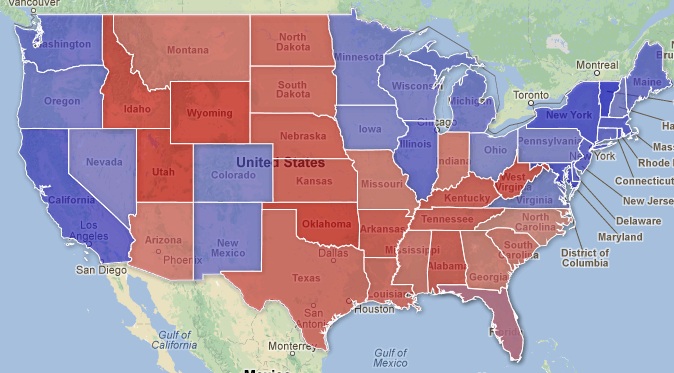 Vancouver
Washington
Montana
North
Dakota
Minnesota
Montreal
Maine
Oregon
Idaho
South
Dakota
Wisconsin
Michigan
Toronto
New York
Wyoming
Iowa
Chicago
Nebraska
Illinois
Indiana
Ohio
Pennsylvania
York
Ha
Mass
Rhode I
Connecticut
New Jerse
Delaware
Maryland
District of
Columbia
Nevada
Utah
United States
Colorado
Kansas
Missouri
West
Virginia
Kentucky
Virginia
California
Los
Angeles
San Diego
Arizona
Phoenix
New
Mexico
Oklahoma
Arkansas
Tennessee
North
Carolina
South
Carolina
Dallas
Texas
San
Antonio
Houston
Louisiana
Mississippi
Alabama
Georgia
Florida
Gulf of
California
Monterrey
Gulf of
Mexico